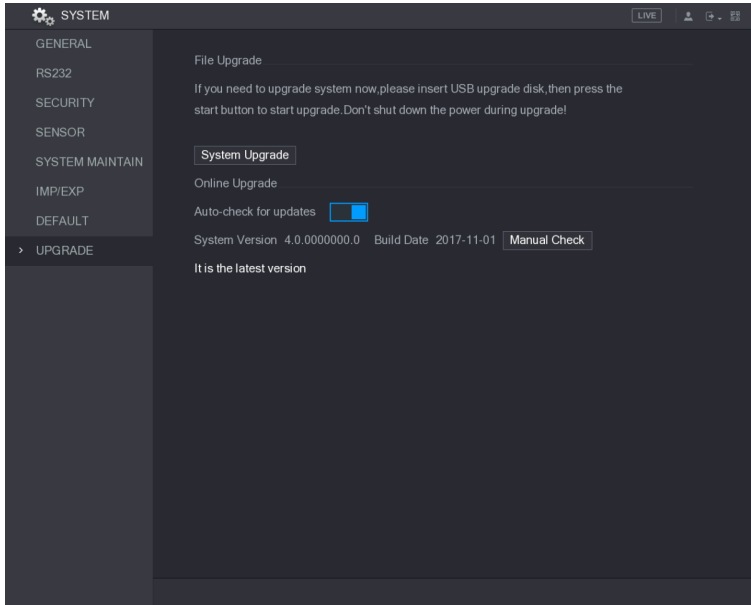 SYSTEM
LIVE
GENERAL
RS232
SECURITY
SENSOR
SYSTEM MAINTAIN
IMP/EXP
DEFAULT
UPGRADE
File Upgrade
If you need to upgrade system now,please insert USB upgrade disk,then press the
start button to start upgrade.Don't shut down the power during upgrade!
System Upgrade
Online Upgrade
Auto-check for updates
System Version 4.0.0000000.0 Build Date 2017-11-01 Manual Check
It is the latest version